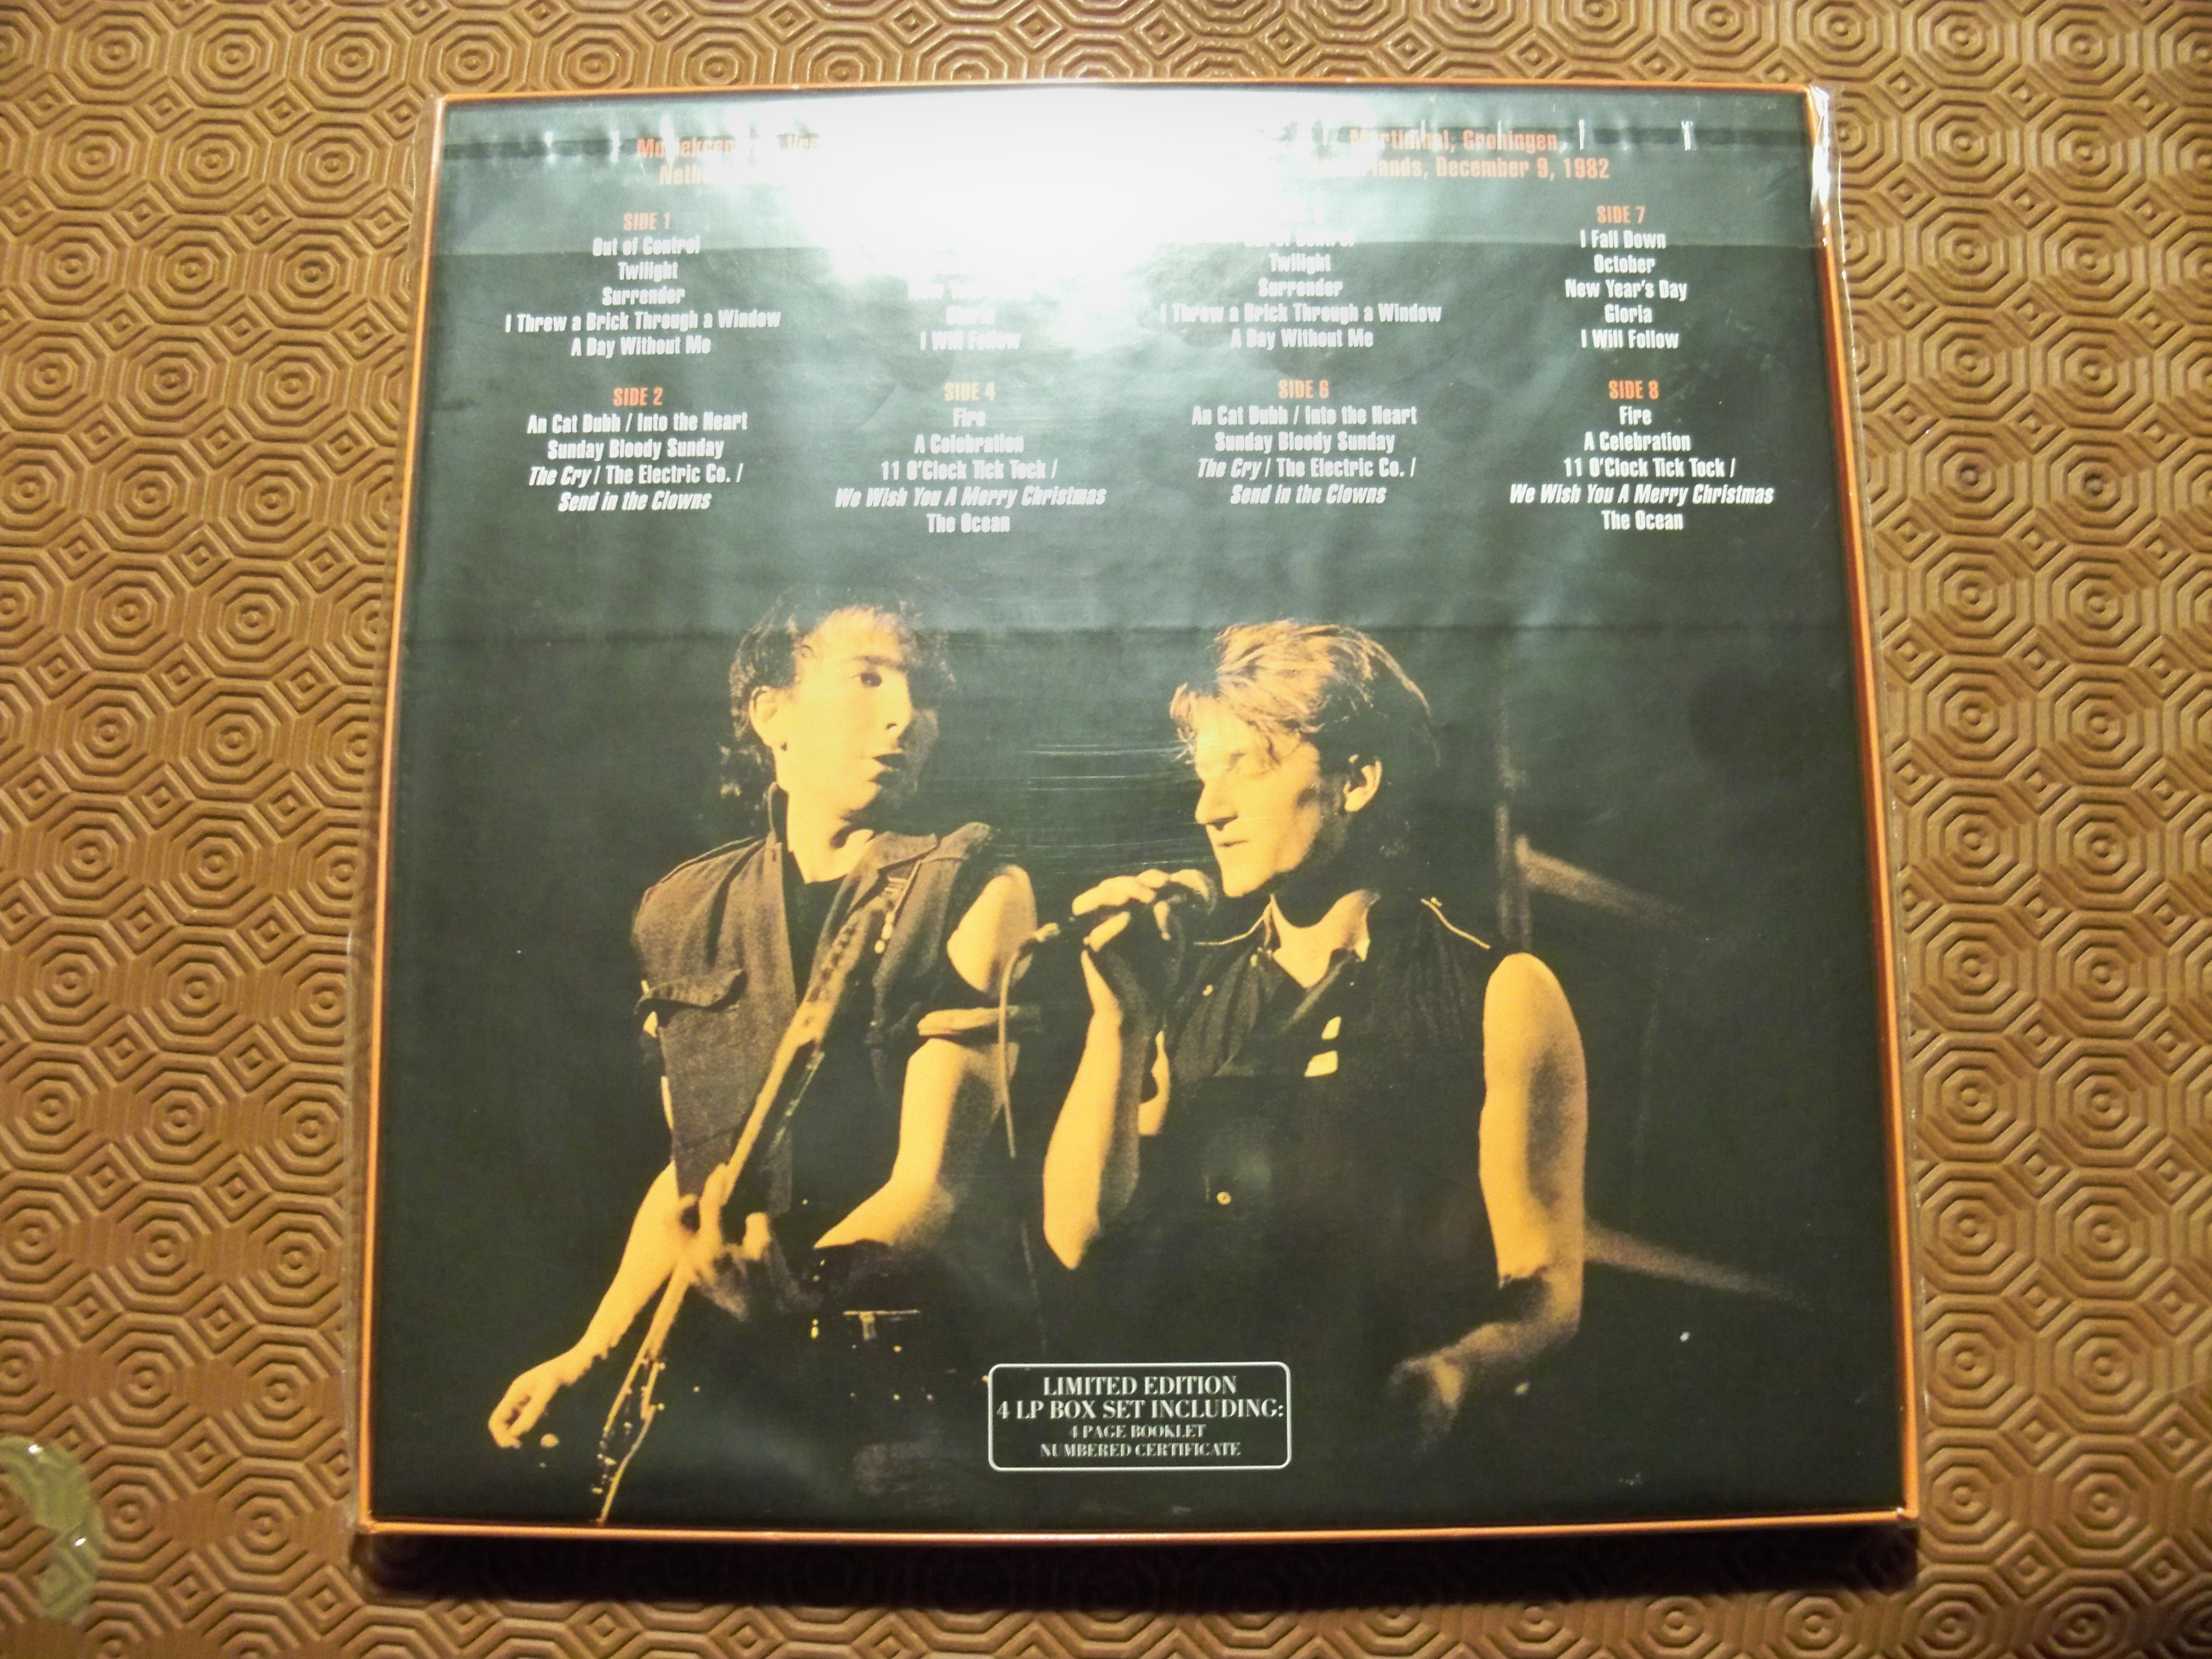 Martinihal, Groningen,
December 9, 1982
SIDE 1
Out of Control
Twilight
Surrender
I Threw a Brick Through a Window
A Day Without Me
SIDE 2
An Cat Dubh / Into the Heart
Sunday Bloody Sunday
The Cry / The Electric Co. /
Send in the Clowns
Gloria
I Will Follow
SIDE 4
Fire
A Celebration
11 O'Clock Tick Tock /
We Wish You A Merry Christmas
The Ocean
of Control
Twilight
Surrender
I Threw a Brick Through a Window
A Day Without Me
SIDE 6
An Cat Dubh / Into the Heart
Sunday Bloody Sunday
The Cry / The Electric Co. /
Send in the Clowns
SIDE 7
I Fall Down
October
New Year's Day
Gloria
I Will Follow
SIDE 8
Fire
A Celebration
11 O'Clock Tick Tock /
We Wish You A Merry Christmas
The Ocean
LIMITED EDITION
4 LP BOX SET INCLUDING:
4 PAGE BOOKLET
NUMBERED CERTIFICATE